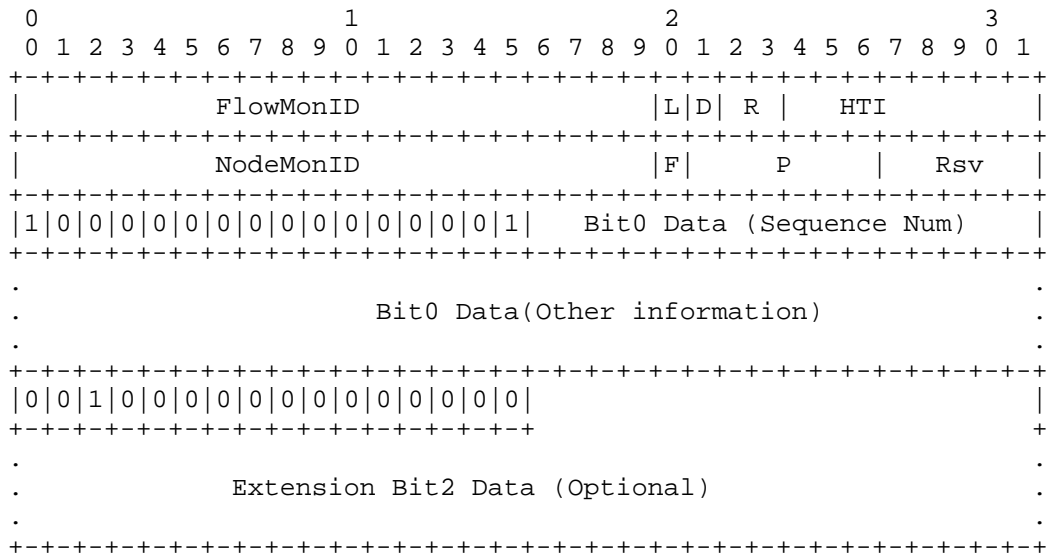 0                   1                   2                   3
 0 1 2 3 4 5 6 7 8 9 0 1 2 3 4 5 6 7 8 9 0 1 2 3 4 5 6 7 8 9 0 1
+-+-+-+-+-+-+-+-+-+-+-+-+-+-+-+-+-+-+-+-+-+-+-+-+-+-+-+-+-+-+-+-+
|            FlowMonID                  |L|D| R |   HTI         |
+-+-+-+-+-+-+-+-+-+-+-+-+-+-+-+-+-+-+-+-+-+-+-+-+-+-+-+-+-+-+-+-+
|            NodeMonID                  |F|     P     |   Rsv   |
+-+-+-+-+-+-+-+-+-+-+-+-+-+-+-+-+-+-+-+-+-+-+-+-+-+-+-+-+-+-+-+-+
|1|0|0|0|0|0|0|0|0|0|0|0|0|0|0|1|   Bit0 Data (Sequence Num)    |
+-+-+-+-+-+-+-+-+-+-+-+-+-+-+-+-+-+-+-+-+-+-+-+-+-+-+-+-+-+-+-+-+
.                                                               .
.                      Bit0 Data(Other information)             .
.                                                               .
+-+-+-+-+-+-+-+-+-+-+-+-+-+-+-+-+-+-+-+-+-+-+-+-+-+-+-+-+-+-+-+-+
|0|0|1|0|0|0|0|0|0|0|0|0|0|0|0|0|                               |
+-+-+-+-+-+-+-+-+-+-+-+-+-+-+-+-+                               +
.                                                               .
.             Extension Bit2 Data (Optional)                    .
.                                                               .
+-+-+-+-+-+-+-+-+-+-+-+-+-+-+-+-+-+-+-+-+-+-+-+-+-+-+-+-+-+-+-+-+